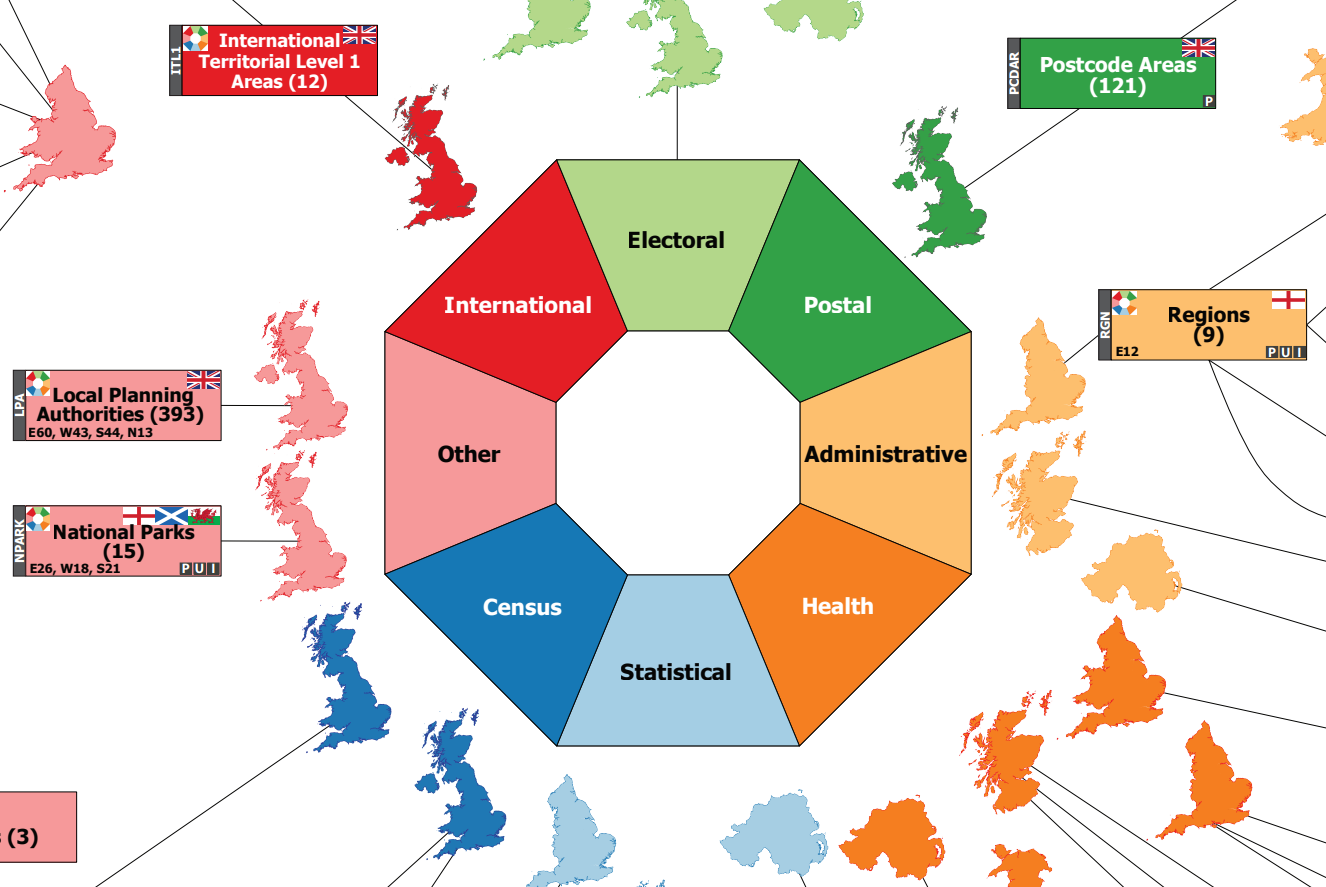 ITL1
International
Territorial Level 1
Areas (12)
PCDAR
Postcode Areas
(121)
P
Electoral
International
Postal
RGN
Regions
(9)
E12
P U I
LPA
Local Planning
Authorities (393)
E60, W43, S44, N13
Other
Administrative
NPARK
National Parks
(15)
E26, W18, S21
P U I
Census
Health
Statistical
(3)